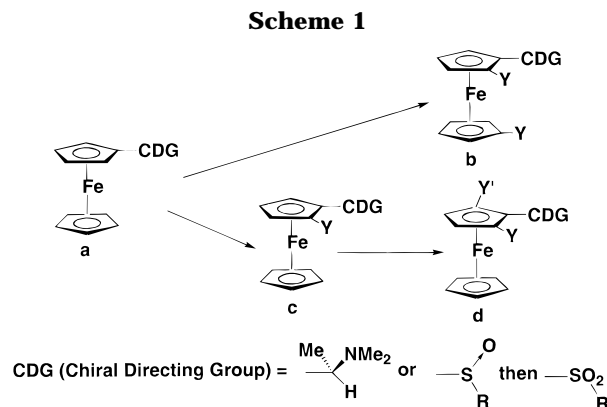 Scheme 1
CDG
Fe
a
CDG
Y
Fe
Y
b
CDG
Y
Fe
c
Y'
CDG
Y
Fe
d
CDG (Chiral Directing Group) = Me NMe2 H or S O R then SO2 R